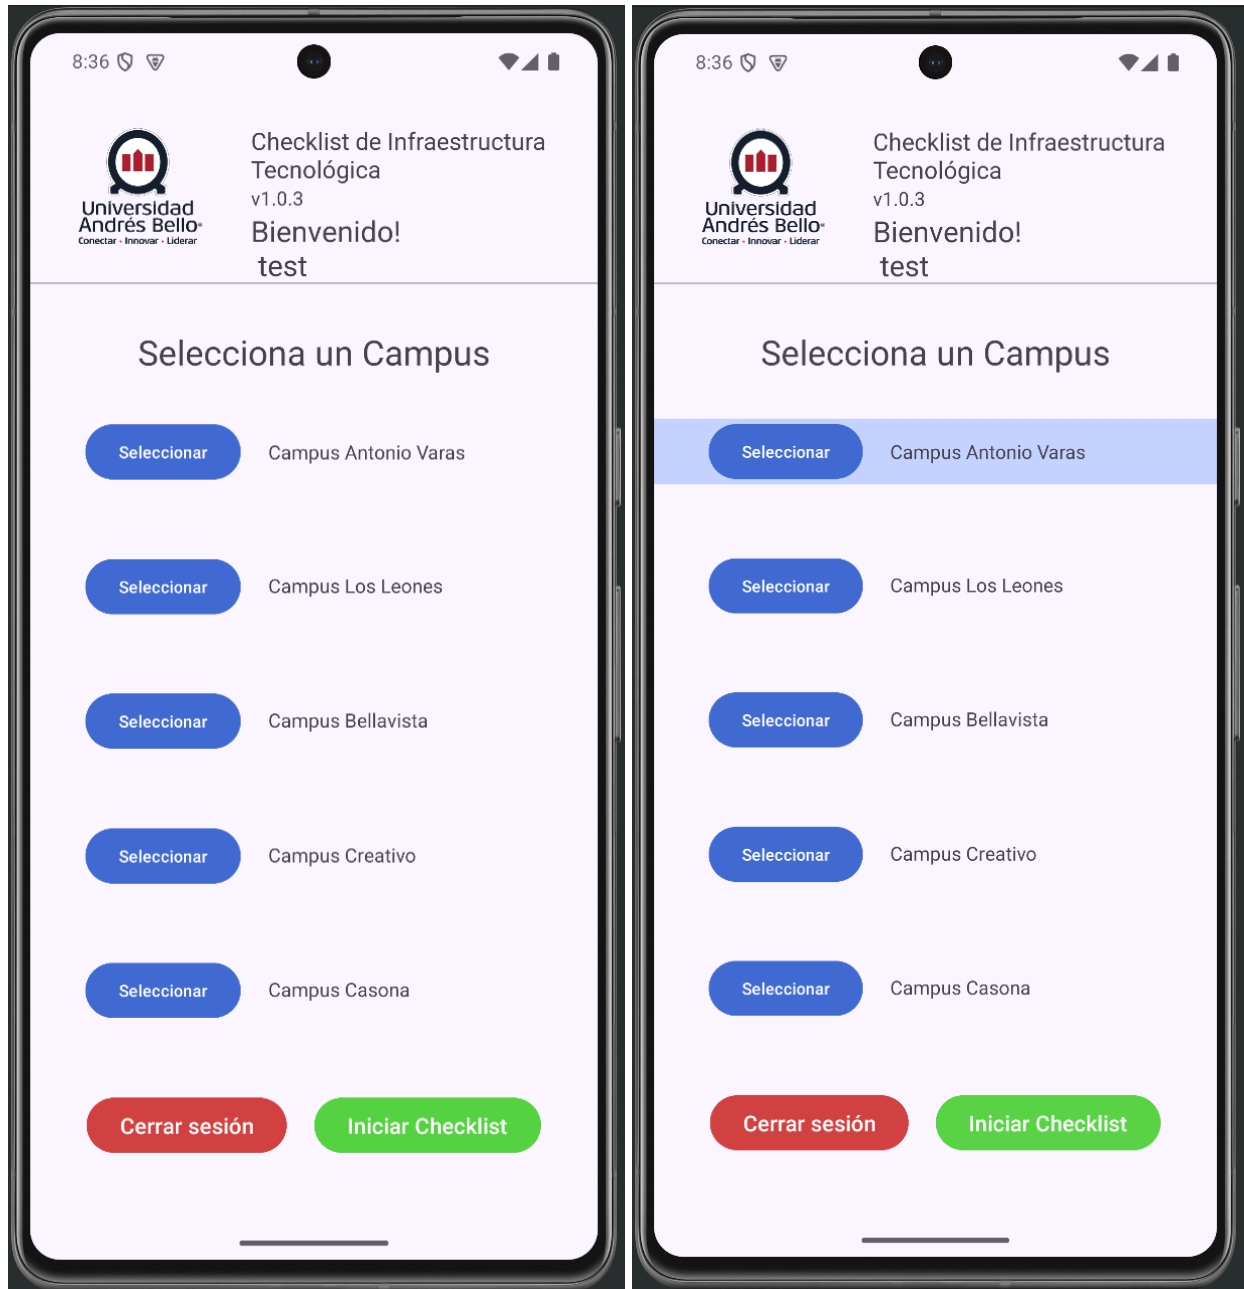 8:36
Universidad
Andrés Bello
Conectar · Innovar · Liderar
Checklist de Infraestructura
Tecnológica
v1.0.3
Bienvenido!
test
Selecciona un Campus
Seleccionar Campus Antonio Varas
Seleccionar Campus Los Leones
Seleccionar Campus Bellavista
Seleccionar Campus Creativo
Seleccionar Campus Casona
Cerrar sesión Iniciar Checklist
8:36
Universidad
Andrés Bello
Conectar · Innovar · Liderar
Checklist de Infraestructura
Tecnológica
v1.0.3
Bienvenido!
test
Selecciona un Campus
Seleccionar Campus Antonio Varas
Seleccionar Campus Los Leones
Seleccionar Campus Bellavista
Seleccionar Campus Creativo
Seleccionar Campus Casona
Cerrar sesión Iniciar Checklist